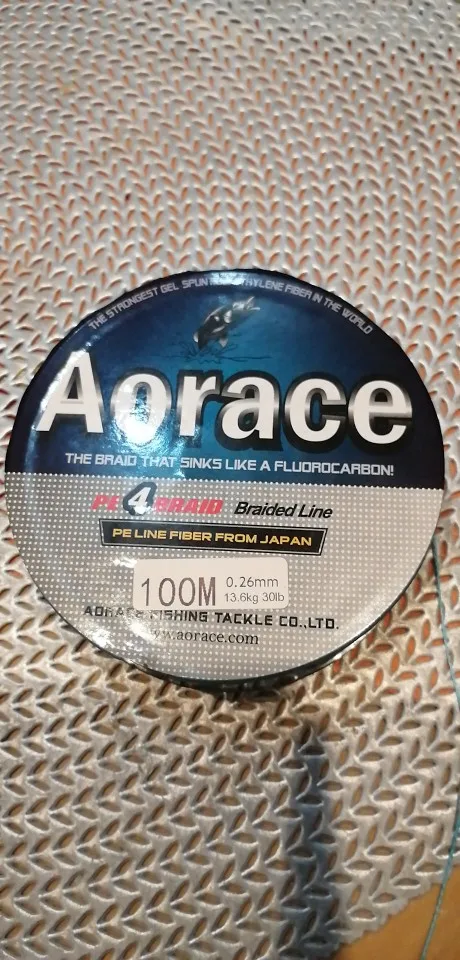 THE STRONGEST GEL SPUN FIBER IN THE WORLD
Aorace
THE BRAID THAT SINKS LIKE A FLUOROCARBON!
PE 4 BRAID Braided Line
PE LINE FIBER FROM JAPAN
100M 0.26mm
13.6kg 30lb
AORACE FISHING TACKLE CO.,LTD.
www.aorace.com